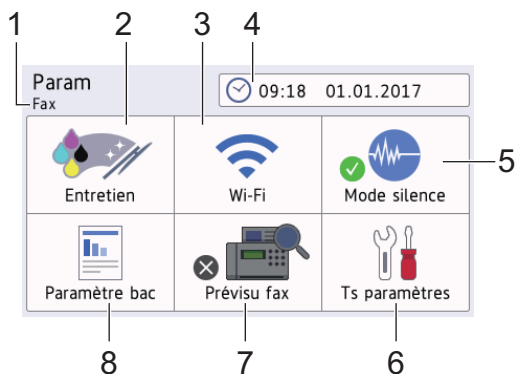 1 2 3 4
Param
Fax
09:18 01.01.2017
5
Entretien Wi-Fi Mode silence
Paramètre bac Prévisu fax Ts paramètres
8 7 6